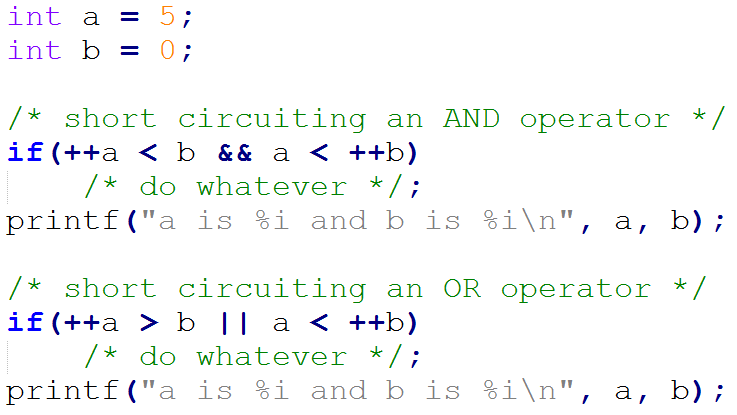 int a = 5;
int b = 0;
/* short circuiting an AND operator */
if(++a < b && a < ++b)
/* do whatever */;
printf("a is %i and b is %i\n", a, b);
/* short circuiting an OR operator */
if(++a > b || a < ++b)
/* do whatever */;
printf("a is %i and b is %i\n", a, b);